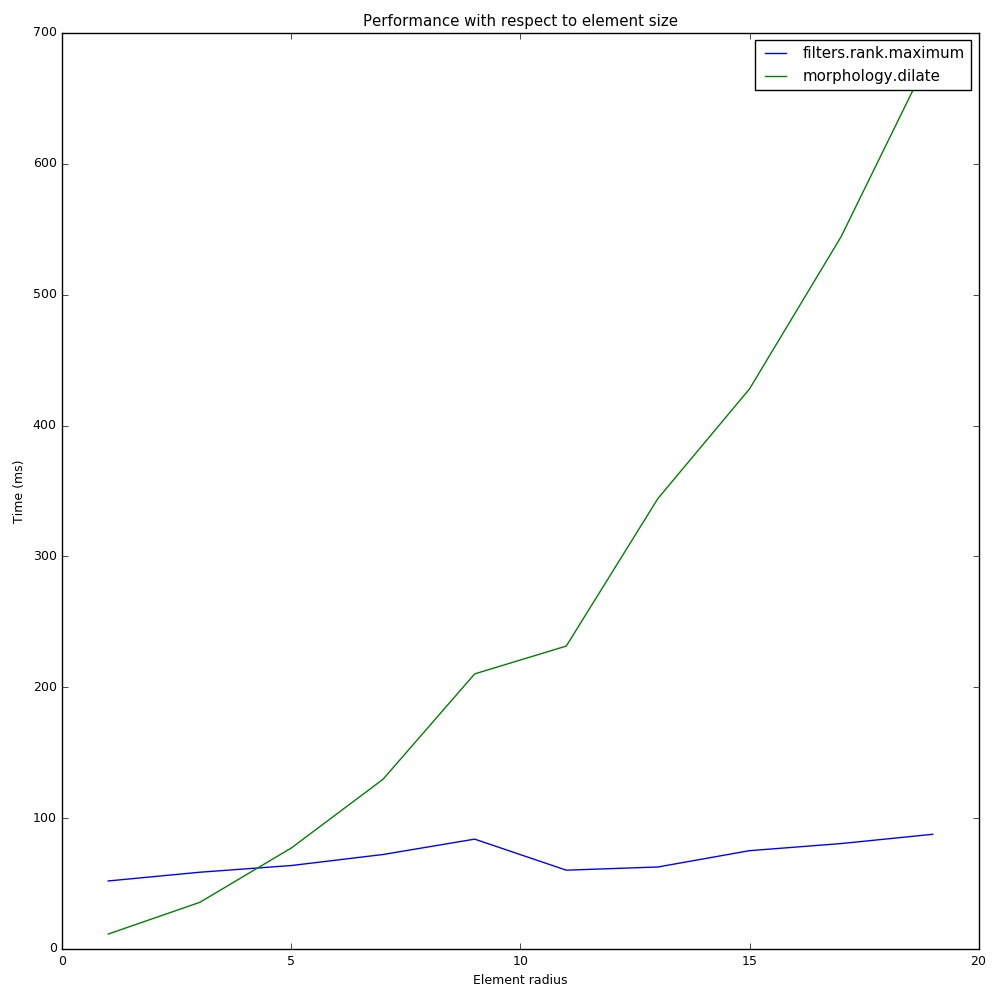 Performance with respect to element size
700
600
500
400
300
200
100
0
Time (ms)
filters.rank.maximum
morphology.dilate
0 5 10 15 20
Element radius